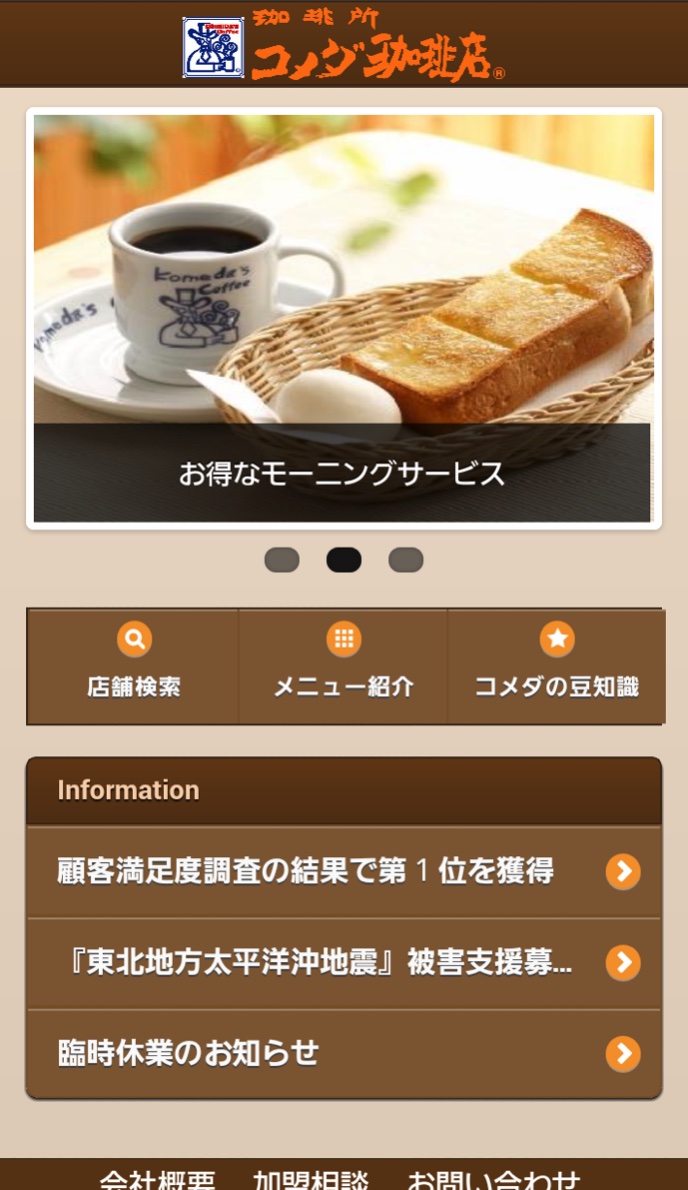 珈琲所
コメダ珈琲店®
Komeda's
Coffee
Komeda's
お得なモーニングサービス
店舗検索
メニュー紹介
コメダの豆知識
Information
顧客満足度調査の結果で第1位を獲得
『東北地方太平洋沖地震』被害支援募...
臨時休業のお知らせ
会社概要 加盟相談 お問い合わせ